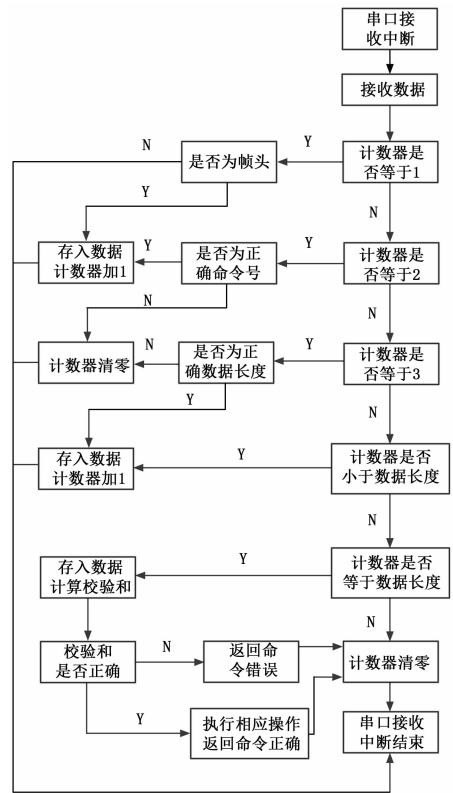 串口接
收中断
接收数据
N
是否为帧头
Y
计数器是
否等于1
Y
N
存入数据
计数器加1
Y
是否为正
确命令号
Y
计数器是
否等于2
N
N
计数器清零
N
是否为正
确数据长度
Y
计数器是
否等于3
Y
N
存入数据
计数器加1
Y
计数器是否
小于数据长度
N
存入数据
计算校验和
Y
计数器是否
等于数据长度
N
校验和
是否正确
N
返回命
令错误
计数器清零
Y
执行相应操作
返回命令正确
串口接收
中断结束